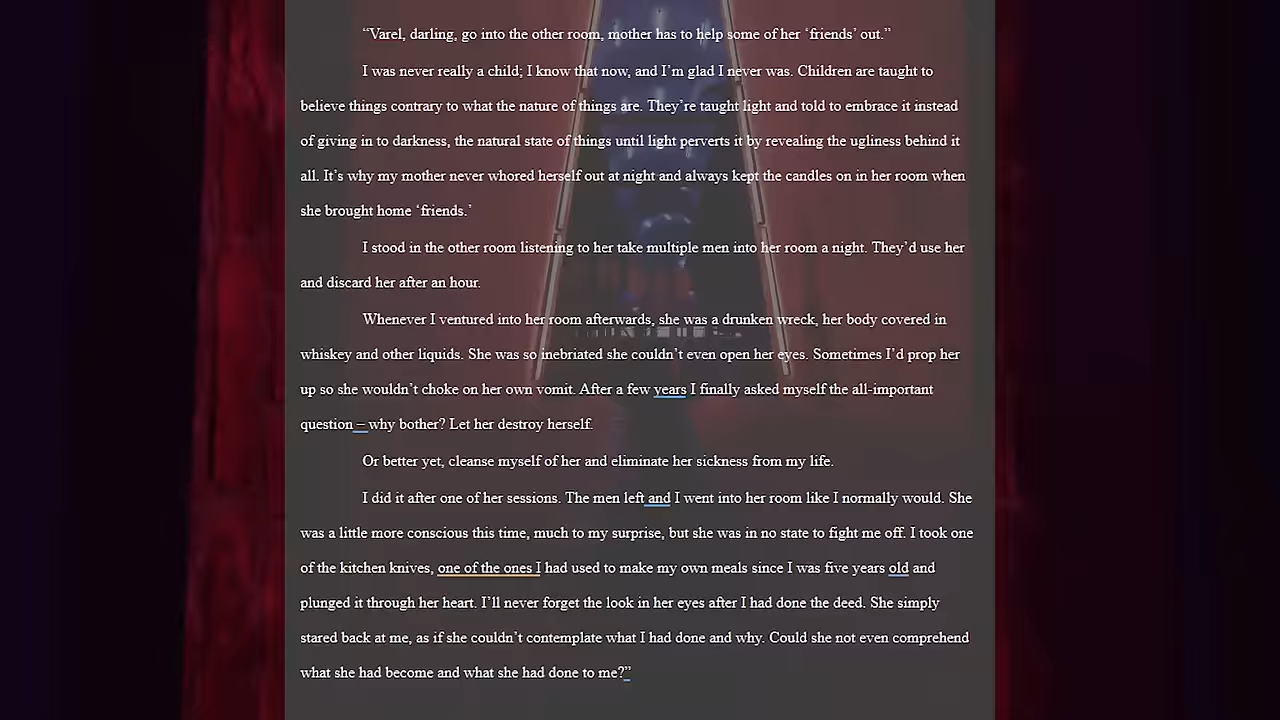 “Varel, darling, go into the other room, mother has to help some of her ‘friends’ out.”
I was never really a child; I know that now, and I’m glad I never was. Children are taught to
believe things contrary to what the nature of things are. They’re taught light and told to embrace it instead
of giving in to darkness, the natural state of things until light perverts it by revealing the ugliness behind it
all. It’s why my mother never whored herself out at night and always kept the candles on in her room when
she brought home ‘friends.’
I stood in the other room listening to her take multiple men into her room a night. They’d use her
and discard her after an hour.
Whenever I ventured into her room afterwards, she was a drunken wreck, her body covered in
whiskey and other liquids. She was so inebriated she couldn’t even open her eyes. Sometimes I’d prop her
up so she wouldn’t choke on her own vomit. After a few years I finally asked myself the all-important
question – why bother? Let her destroy herself.
Or better yet, cleanse myself of her and eliminate her sickness from my life.
I did it after one of her sessions. The men left and I went into her room like I normally would. She
was a little more conscious this time, much to my surprise, but she was in no state to fight me off. I took one
of the kitchen knives, one of the ones I had used to make my own meals since I was five years old and
plunged it through her heart. I’ll never forget the look in her eyes after I had done the deed. She simply
stared back at me, as if she couldn’t contemplate what I had done and why. Could she not even comprehend
what she had become and what she had done to me?”